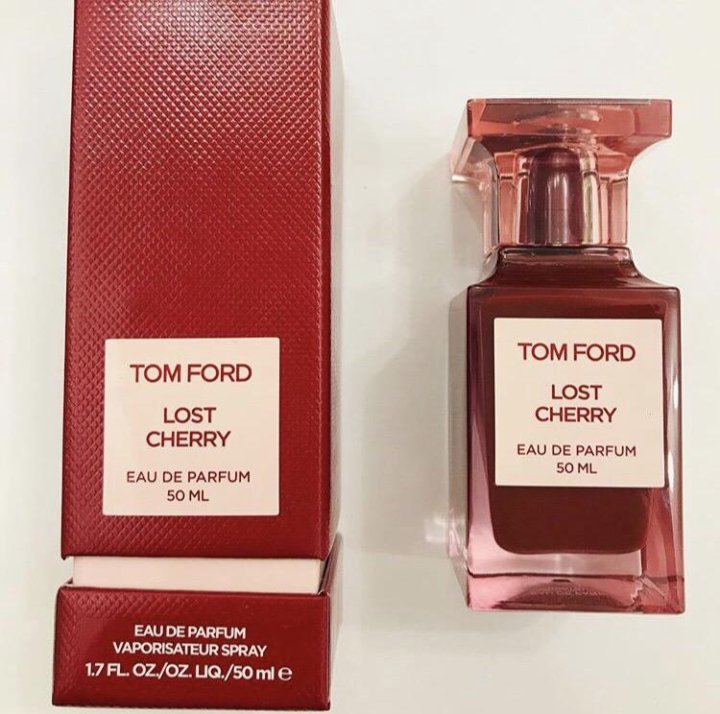 TOM FORD
LOST
CHERRY
EAU DE PARFUM
50 ML
EAU DE PARFUM
VAPORISATEUR SPRAY
1.7 FL. OZ./OZ. LIQ./50 ml ℮
TOM FORD
LOST
CHERRY
EAU DE PARFUM
50 ML